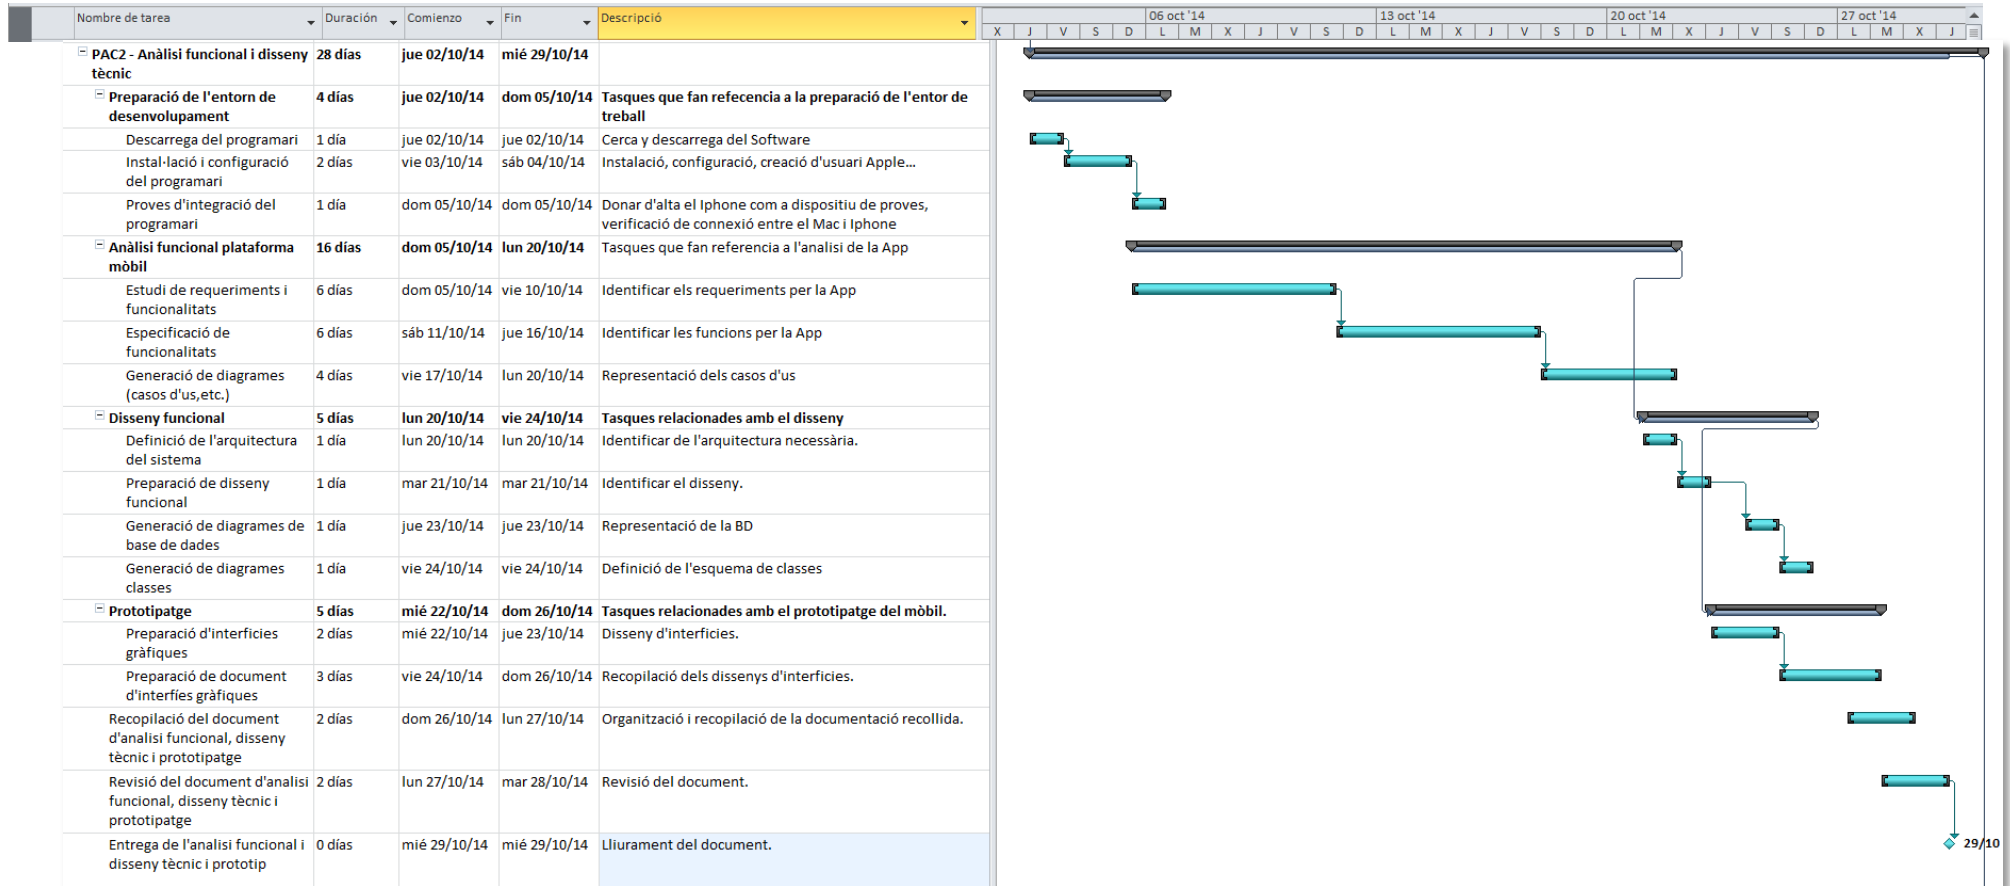 Nombre de tarea Duración Comienzo Fin Descripció
06 oct '14 13 oct '14 20 oct '14 27 oct '14
X J V S D L M X J V S D L M X J V S D L M X J V S D L M X J
PAC2 - Anàlisi funcional i disseny 28 días jue 02/10/14 mié 29/10/14
tècnic
Preparació de l'entorn de 4 días jue 02/10/14 dom 05/10/14 Tasques que fan refecencia a la preparació de l'entor de
desenvolupament treball
Descarrega del programari 1 día jue 02/10/14 jue 02/10/14 Cerca y descarrega del Software
Instal·lació i configuració 2 días vie 03/10/14 sáb 04/10/14 Instalació, configuració, creació d'usuari Apple...
del programari
Proves d'integració del 1 día dom 05/10/14 dom 05/10/14 Donar d'alta el Iphone com a dispositiu de proves,
programari verificació de connexió entre el Mac i Iphone
Anàlisi funcional plataforma 16 días dom 05/10/14 lun 20/10/14 Tasques que fan referencia a l'analisi de la App
mòbil
Estudi de requeriments i 6 días dom 05/10/14 vie 10/10/14 Identificar els requeriments per la App
funcionalitats
Especificació de 6 días sáb 11/10/14 jue 16/10/14 Identificar les funcions per la App
funcionalitats
Generació de diagrames 4 días vie 17/10/14 lun 20/10/14 Representació dels casos d'us
(casos d'us,etc.)
Disseny funcional 5 días lun 20/10/14 vie 24/10/14 Tasques relacionades amb el disseny
Definició de l'arquitectura 1 día lun 20/10/14 lun 20/10/14 Identificar de l'arquitectura necessària.
del sistema
Preparació de disseny 1 día mar 21/10/14 mar 21/10/14 Identificar el disseny.
funcional
Generació de diagrames de 1 día jue 23/10/14 jue 23/10/14 Representació de la BD
base de dades
Generació de diagrames 1 día vie 24/10/14 vie 24/10/14 Definició de l'esquema de classes
classes
Prototipatge 5 días mié 22/10/14 dom 26/10/14 Tasques relacionades amb el prototipatge del mòbil.
Preparació d'interficies 2 días mié 22/10/14 jue 23/10/14 Disseny d'interficies.
gràfiques
Preparació de document 3 días vie 24/10/14 dom 26/10/14 Recopilació dels dissenys d'interficies.
d'interfíes gràfiques
Recopilació del document 2 días dom 26/10/14 lun 27/10/14 Organització i recopilació de la documentació recollida.
d'analisi funcional, disseny
tècnic i prototipatge
Revisió del document d'analisi 2 días lun 27/10/14 mar 28/10/14 Revisió del document.
funcional, disseny tècnic i
prototipatge
Entrega de l'analisi funcional i 0 días mié 29/10/14 mié 29/10/14 Lliurament del document.
disseny tècnic i prototip
29/10